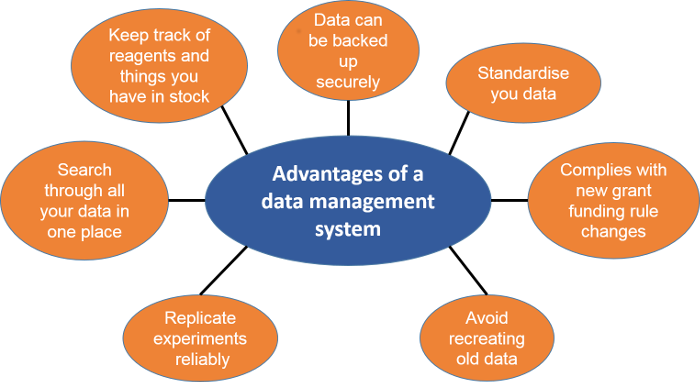 Keep track of
reagents and
things you
have in stock
Data can
be backed
up
securely
Standardise
you data
Search
through all
your data in
one place
Advantages of a
data management
system
Complies with
new grant
funding rule
changes
Replicate
experiments
reliably
Avoid
recreating
old data